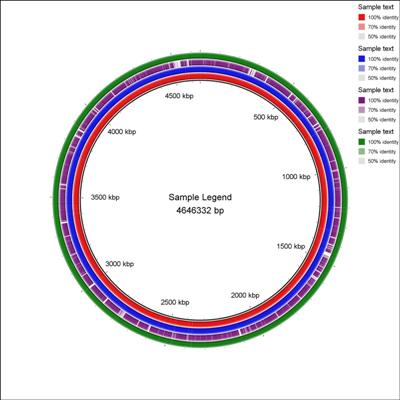 Sample text
100% identity
70% identity
50% identity
Sample text
100% identity
70% identity
50% identity
Sample text
100% identity
70% identity
50% identity
Sample text
100% identity
70% identity
50% identity
4500 kbp
500 kbp
4000 kbp
1000 kbp
3500 kbp
Sample Legend
4646332 bp
1500 kbp
3000 kbp
2000 kbp
2500 kbp